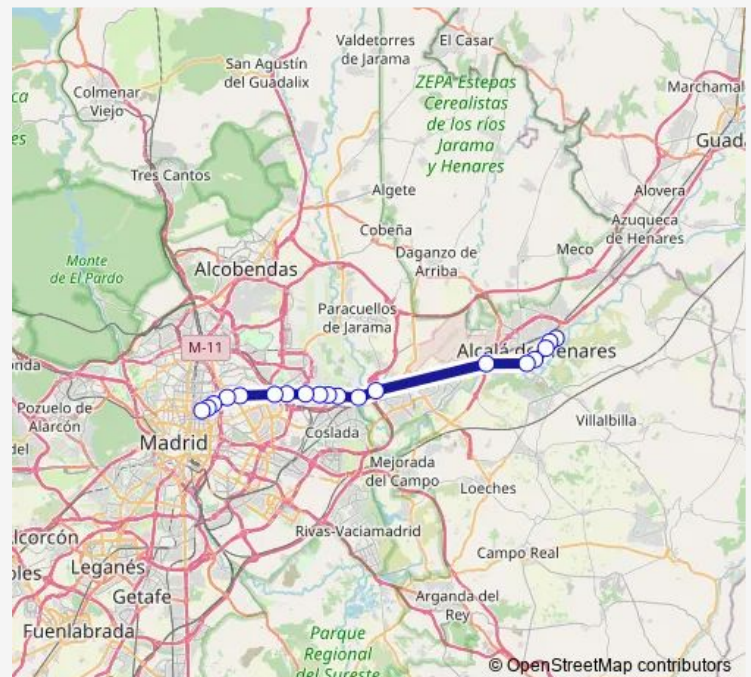 Valdetorres
de Jarama
El Casar
San Agustín
del Guadalix
Colmenar
Viejo
ZEPA Estepas
Cerealistas
de los ríos
Jarama
y Henares
Marchamal
Guad
Tres Cantos
Algete
Alovera
Cobeña
Azuqueca
de Henares
Monte
de El Pardo
Alcobendas
Daganzo de
Arriba
Meco
Paracuellos
de Jarama
M-11
Alcalá de Henares
Pozuelo de
Alarcón
Madrid
Coslada
Villalbilla
Mejorada
del Campo
Loeches
Rivas-Vaciamadrid
Campo Real
Leganés
Getafe
Arganda del
Rey
Fuenlabrada
Parque
Regional
del Sureste
© OpenStreetMap contributors